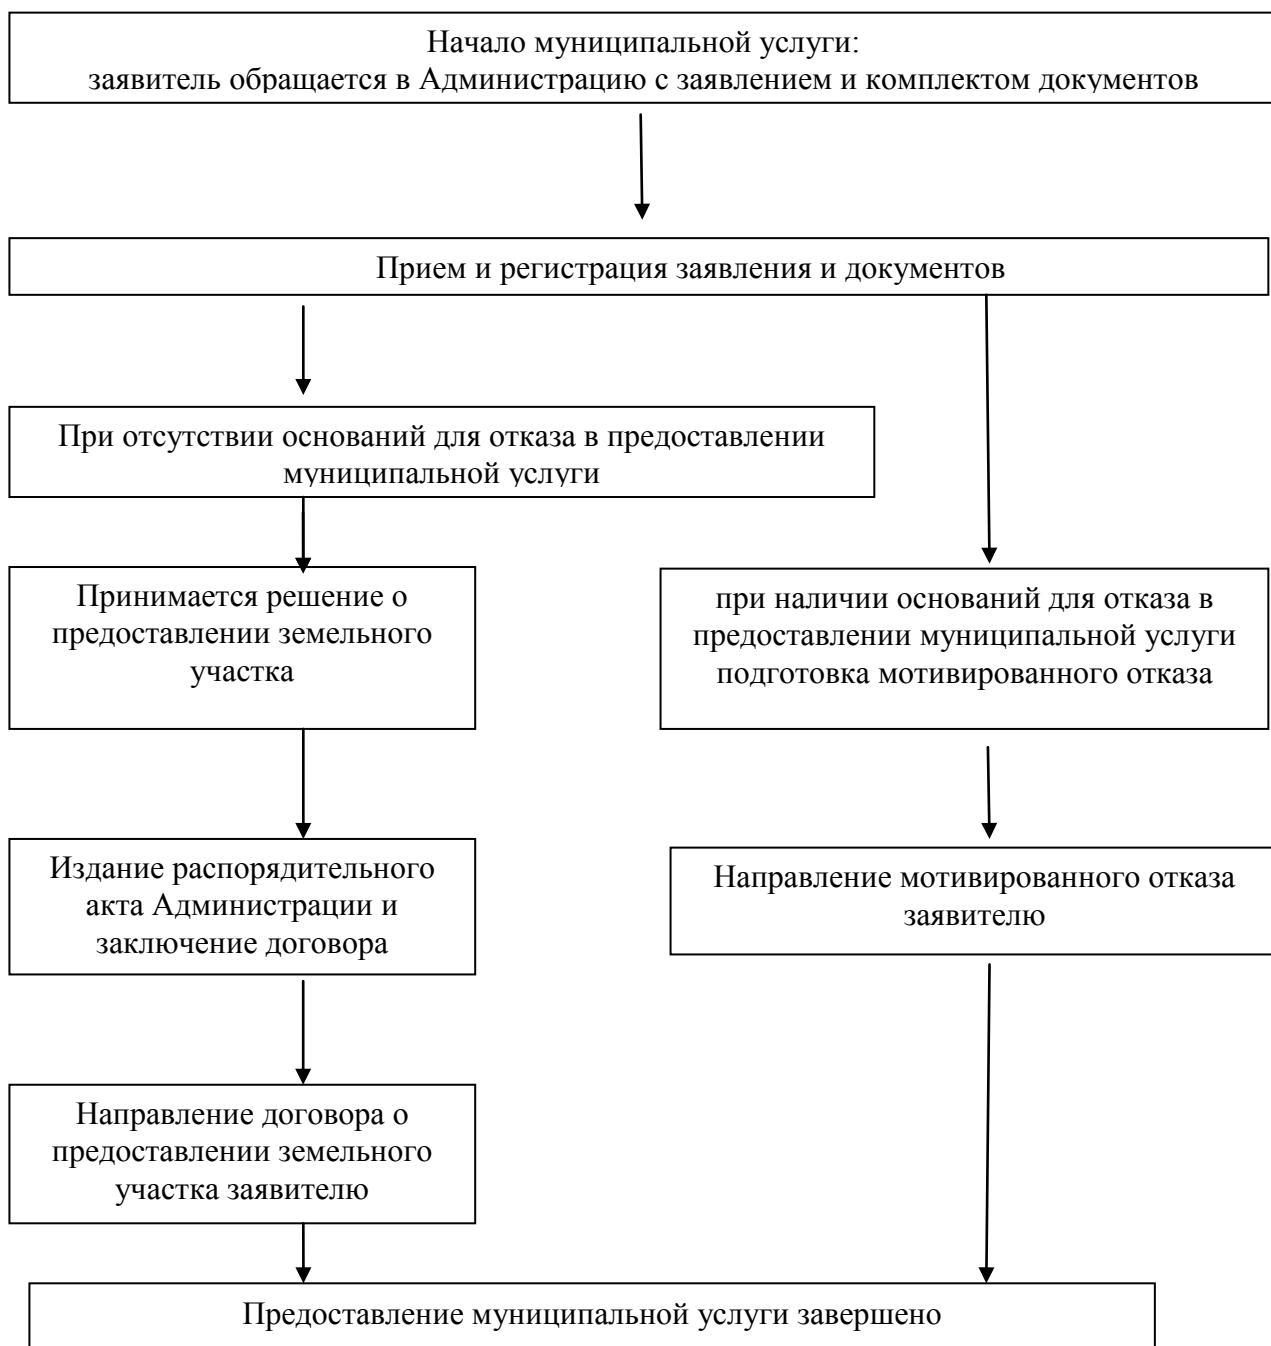 Начало муниципальной услуги:
заявитель обращается в Администрацию с заявлением и комплектом документов
Прием и регистрация заявления и документов
При отсутствии оснований для отказа в предоставлении
муниципальной услуги
Принимается решение о
предоставлении земельного
участка
при наличии оснований для отказа в
предоставлении муниципальной услуги
подготовка мотивированного отказа
Издание распорядительного
акта Администрации и
заключение договора
Направление мотивированного отказа
заявителю
Направление договора о
предоставлении земельного
участка заявителю
Предоставление муниципальной услуги завершено